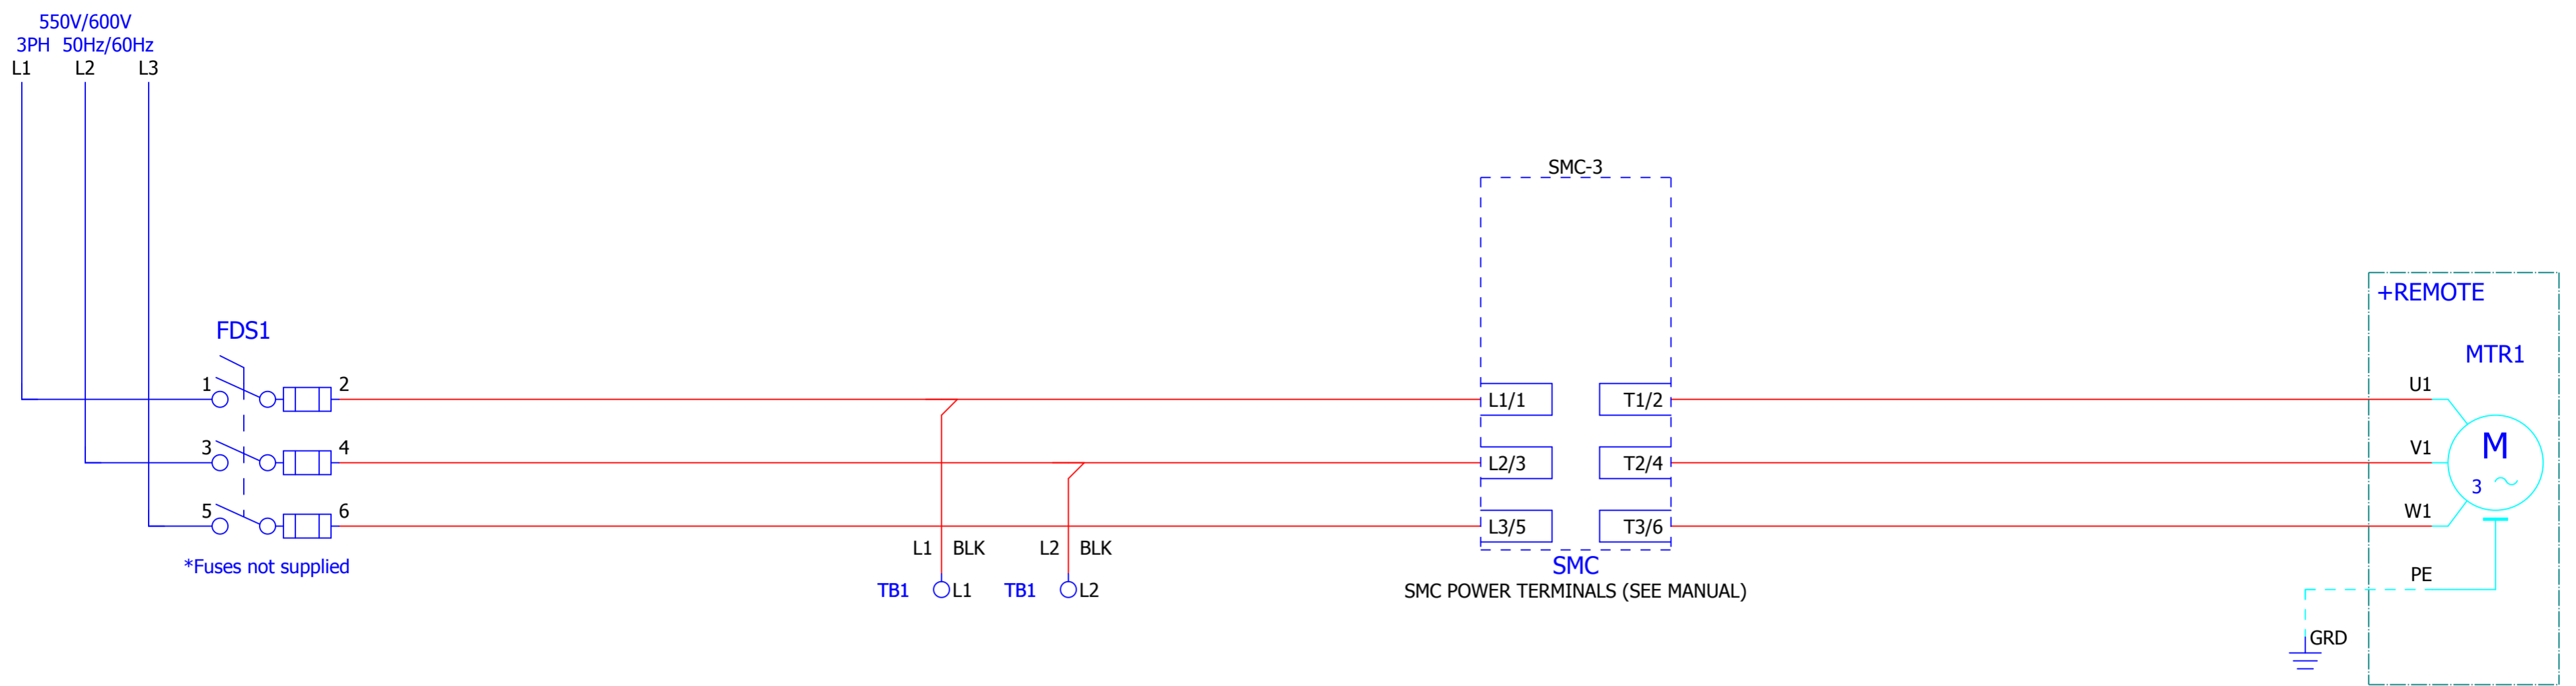 550V/600V
3PH 50Hz/60Hz
L1 L2 L3
SMC-3
+REMOTE
FDS1
MTR1
1 2
L1/1 T1/2
U1
3 4
L2/3 T2/4
V1
M
3
5 6
L3/5 T3/6
W1
*Fuses not supplied
L1 BLK L2 BLK
TB1 L1 TB1 L2
SMC
SMC POWER TERMINALS (SEE MANUAL)
PE
GRD